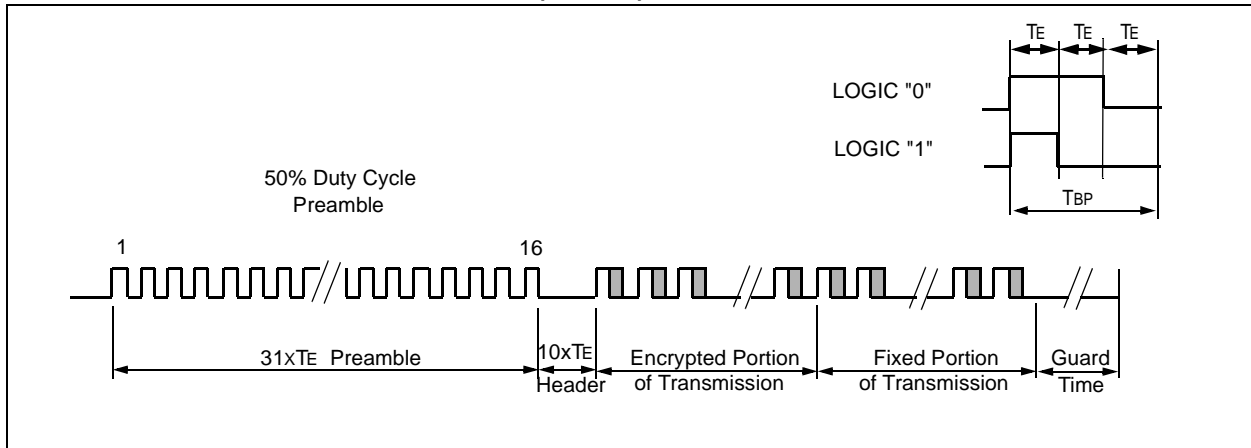 TE TE TE
LOGIC "0"
LOGIC "1"
TBP
50% Duty Cycle
Preamble
1 16
31XTE Preamble
10xTE
Header
Encrypted Portion
of Transmission
Fixed Portion
of Transmission
Guard
Time